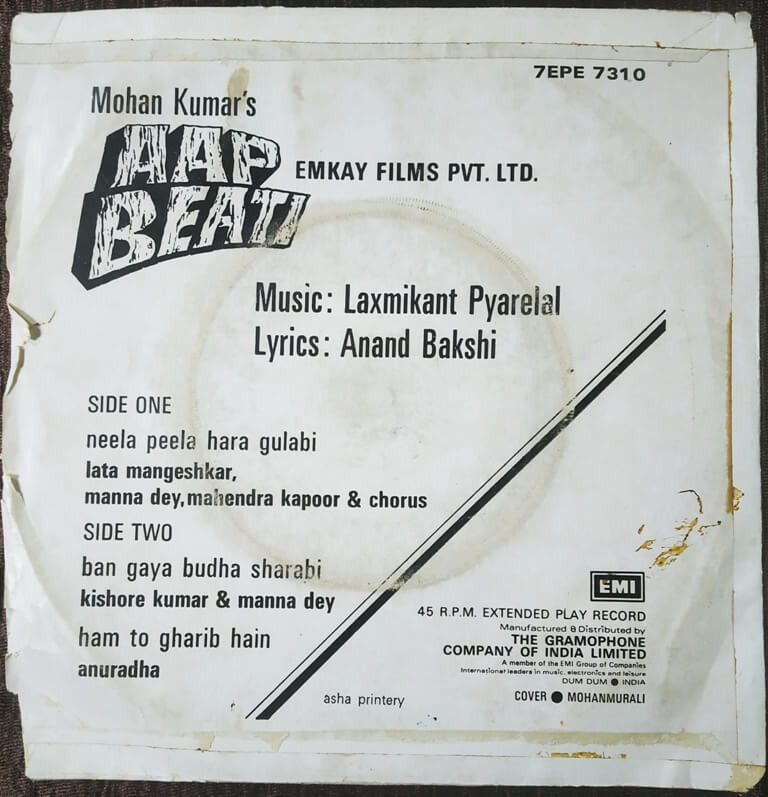 7EPE 7310
Mohan Kumar's
AAP
BEATI
EMKAY FILMS PVT. LTD.
Music: Laxmikant Pyarelal
Lyrics: Anand Bakshi
SIDE ONE
neela peela hara gulabi
lata mangeshkar,
manna dey, mahendra kapoor & chorus
SIDE TWO
ban gaya budha sharabi
kishore kumar & manna dey
ham to gharib hain
anuradha
asha printery
EMI
45 R.P.M. EXTENDED PLAY RECORD
Manufactured & Distributed by
THE GRAMOPHONE
COMPANY OF INDIA LIMITED
A member of the EMI Group of Companies
International leaders in music, electronics and leisure
DUM DUM ● INDIA
COVER ● MOHANMURALI